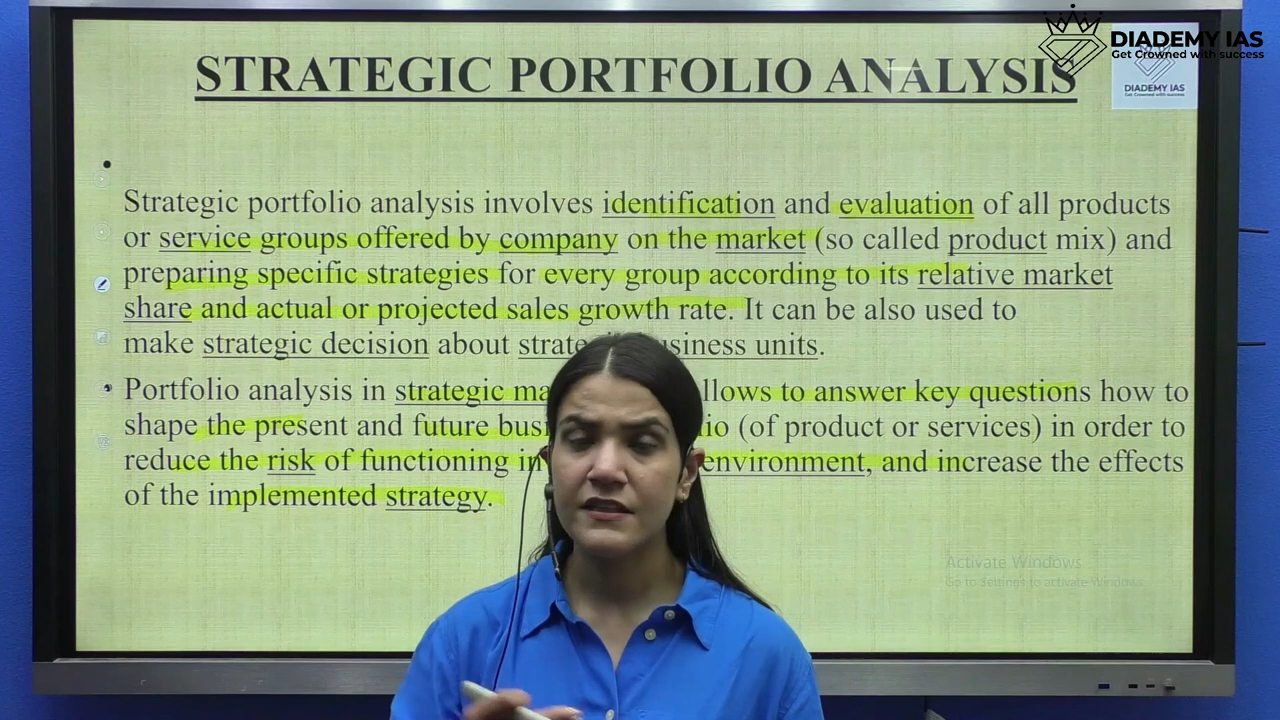 DIADEMY IAS
Get Crowned with success
STRATEGIC PORTFOLIO ANALYSIS
DIADEMY IAS
Get Crowned with success
Strategic portfolio analysis involves identification and evaluation of all products
or service groups offered by company on the market (so called product mix) and
preparing specific strategies for every group according to its relative market
share and actual or projected sales growth rate. It can be also used to
make strategic decision about business units.
Portfolio analysis in strategic to answer key questions how to
shape the present and future (of product or services) in order to
reduce the risk of functioning in environment, and increase the effects
of the implemented strategy.
Activate Windows
Go to Settings to activate Windows.